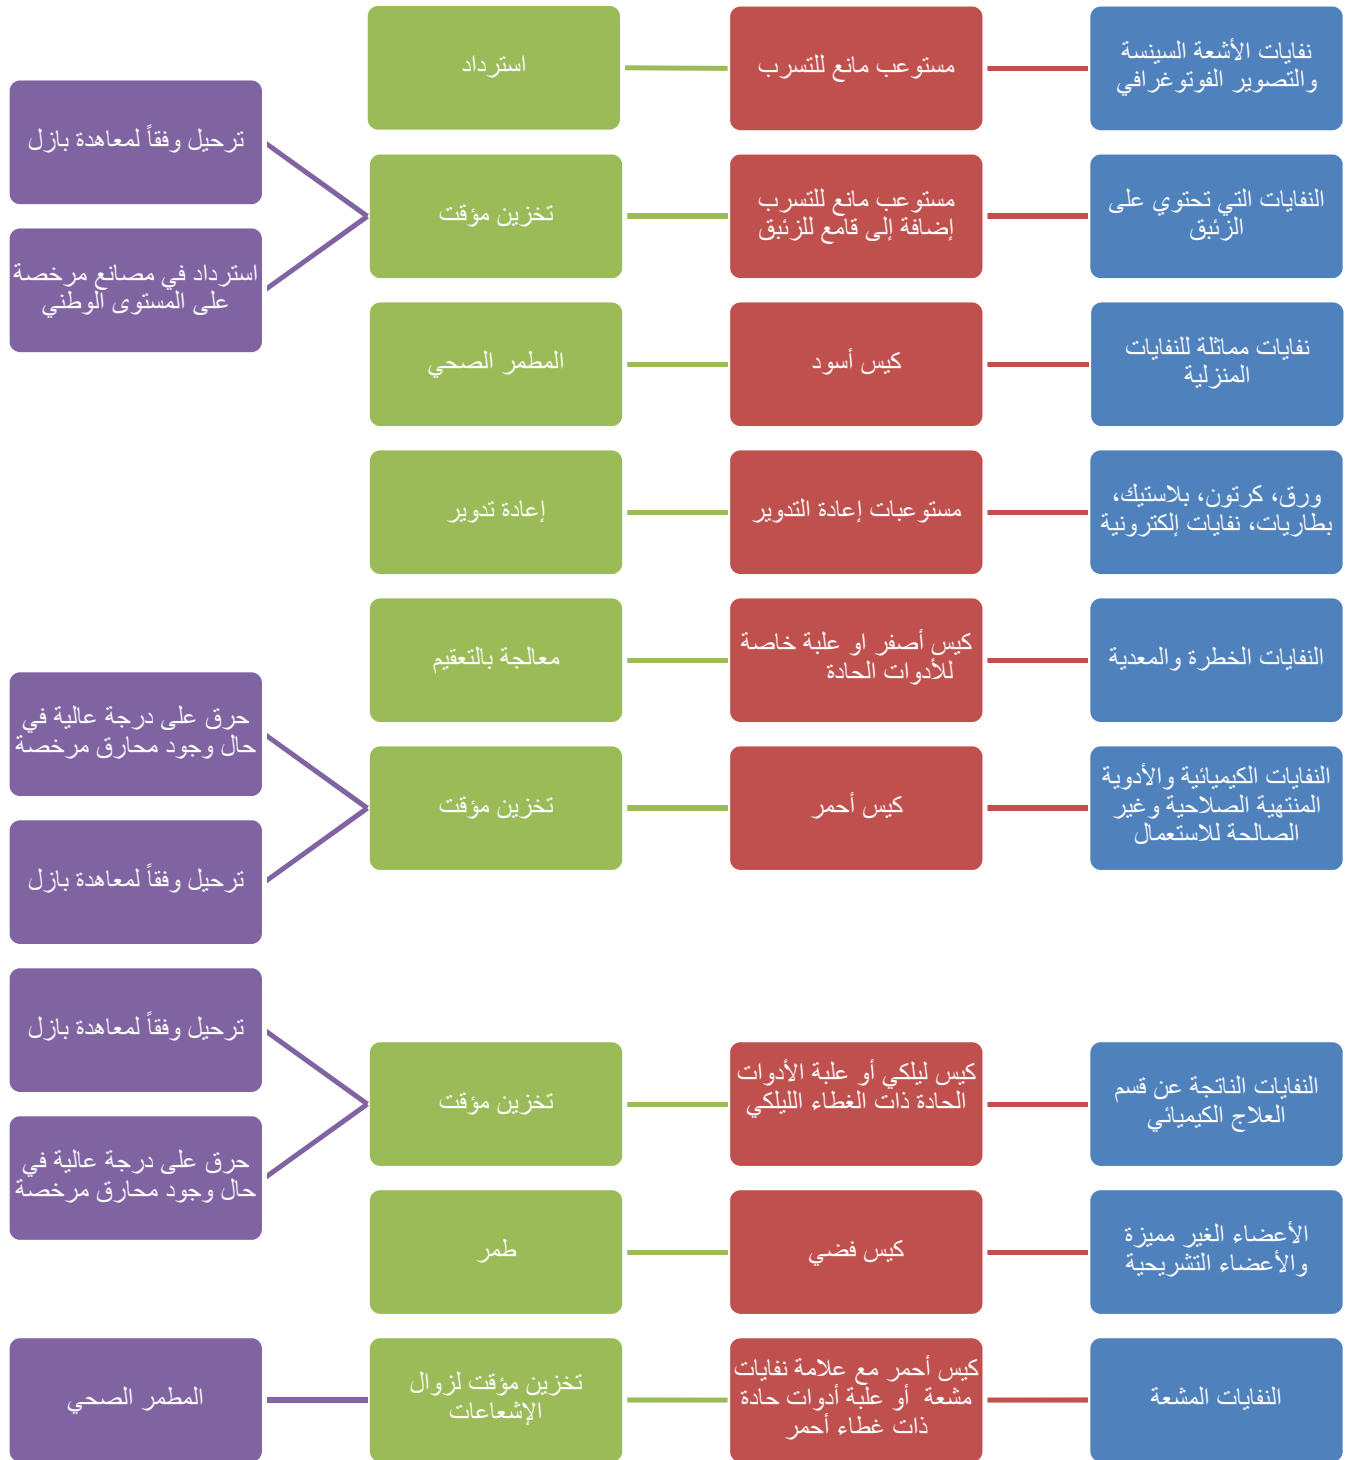 نفايات الأشعة السينسة
والتصوير الفوتوغرافي
مستوعب مانع للتسرب
استرداد
النفايات التي تحتوي على
الزئبق
مستوعب مانع للتسرب
إضافة إلى قامع للزئبق
تخزين مؤقت
ترحيل وفقاً لمعاهدة بازل
استرداد في مصانع مرخصة
على المستوى الوطني
نفايات مماثلة للنفايات
المنزلية
كيس أسود
المطمر الصحي
ورق، كرتون، بلاستيك،
بطاريات، نفايات إلكترونية
مستوعبات إعادة التدوير
إعادة تدوير
النفايات الخطرة والمعدية
كيس أصفر او علبة خاصة
للأدوات الحادة
معالجة بالتعقيم
النفايات الكيميائية والأدوية
المنتهية الصلاحية وغير
الصالحة للاستعمال
كيس أحمر
تخزين مؤقت
حرق على درجة عالية في
حال وجود محارق مرخصة
ترحيل وفقاً لمعاهدة بازل
النفايات الناتجة عن قسم
العلاج الكيميائي
كيس ليلكي أو علبة الأدوات
الحادة ذات الغطاء الليلكي
تخزين مؤقت
ترحيل وفقاً لمعاهدة بازل
حرق على درجة عالية في
حال وجود محارق مرخصة
الأعضاء الغير مميزة
والأعضاء التشريحية
كيس فضي
طمر
النفايات المشعة
كيس أحمر مع علامة نفايات
مشعة أو علبة أدوات حادة
ذات غطاء أحمر
تخزين مؤقت لزوال
الإشعاعات
المطمر الصحي